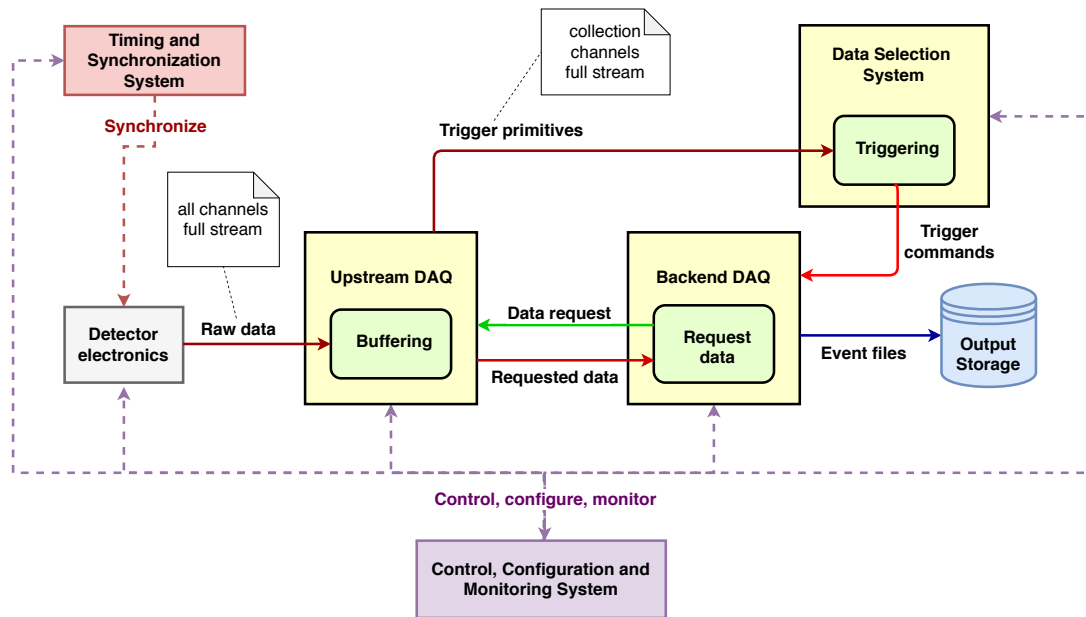 Timing and
Synchronization
System
Synchronize
collection
channels
full stream
Trigger primitives
Data Selection
System
Triggering
all channels
full stream
Trigger
commands
Upstream DAQ
Backend DAQ
Detector
electronics
Raw data
Buffering
Data request
Requested data
Request
data
Event files
Output
Storage
Control, configure, monitor
Control, Configuration and
Monitoring System